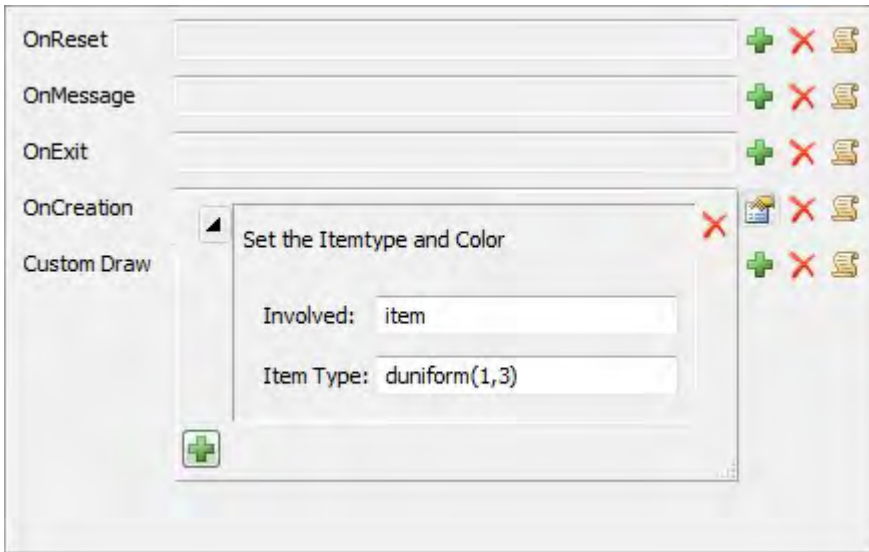 OnReset
OnMessage
OnExit
OnCreation
Set the Itemtype and Color
Custom Draw
Involved: item
Item Type: duniform(1,3)